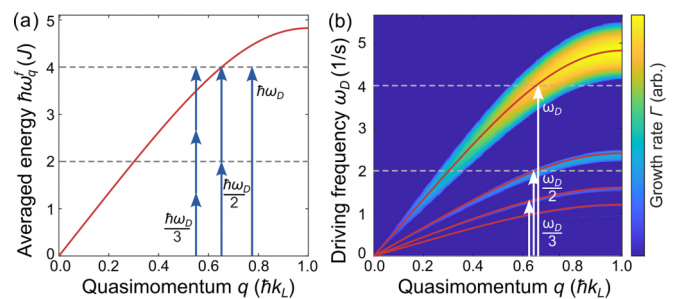 (a)
Averaged energy ħω_q^r (J)
5
4
3
2
1
0
ħω_D
ħω_D/2
ħω_D/3
0.0 0.2 0.4 0.6 0.8 1.0
Quasimomentum q (ħk_L)
(b)
Driving frequency ω_D (1/s)
5
4
3
2
1
0
ω_D
ω_D/2
ω_D/3
0.0 0.2 0.4 0.6 0.8 1.0
Quasimomentum q (ħk_L)
Growth rate Γ (arb.)